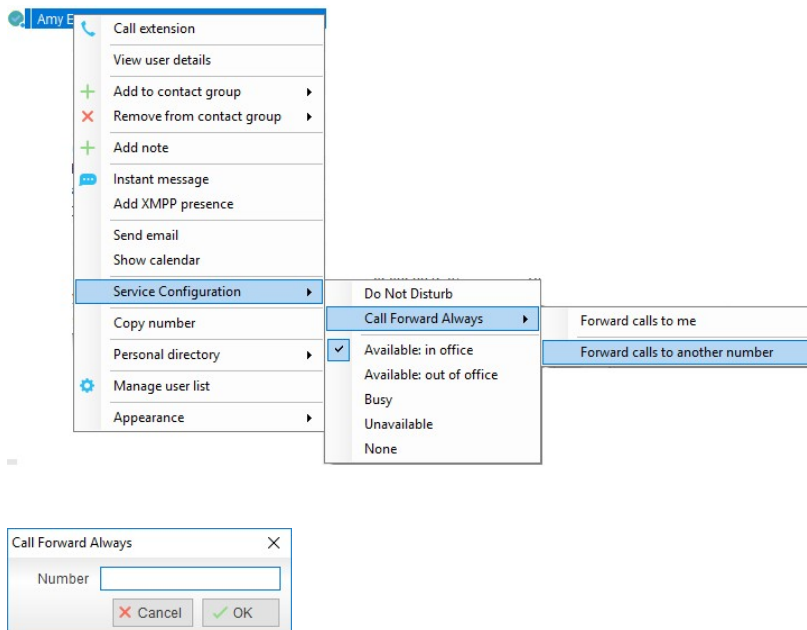 Amy E
Call extension
View user details
Add to contact group
Remove from contact group
Add note
Instant message
Add XMPP presence
Send email
Show calendar
Service Configuration
Copy number
Personal directory
Manage user list
Appearance
Do Not Disturb
Call Forward Always
Available: in office
Available: out of office
Busy
Unavailable
None
Forward calls to me
Forward calls to another number
Call Forward Always
Number
Cancel
OK